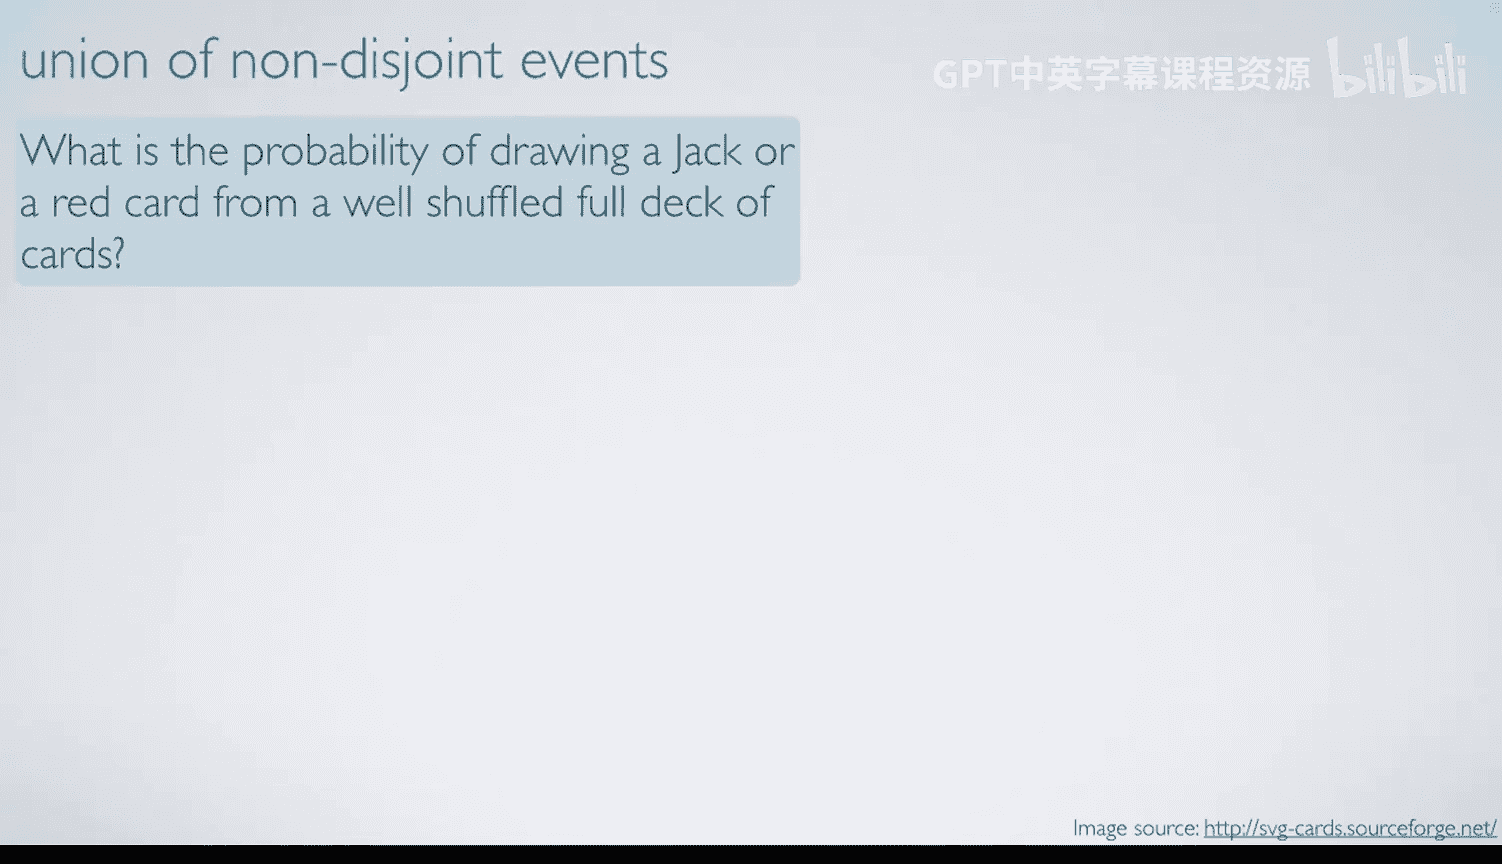 union of non-disjoint events
GPT中英字幕课程资源 bilibili
What is the probability of drawing a Jack or
a red card from a well shuffled full deck of
cards?
Image source: http://svg-cards.sourceforge.net/